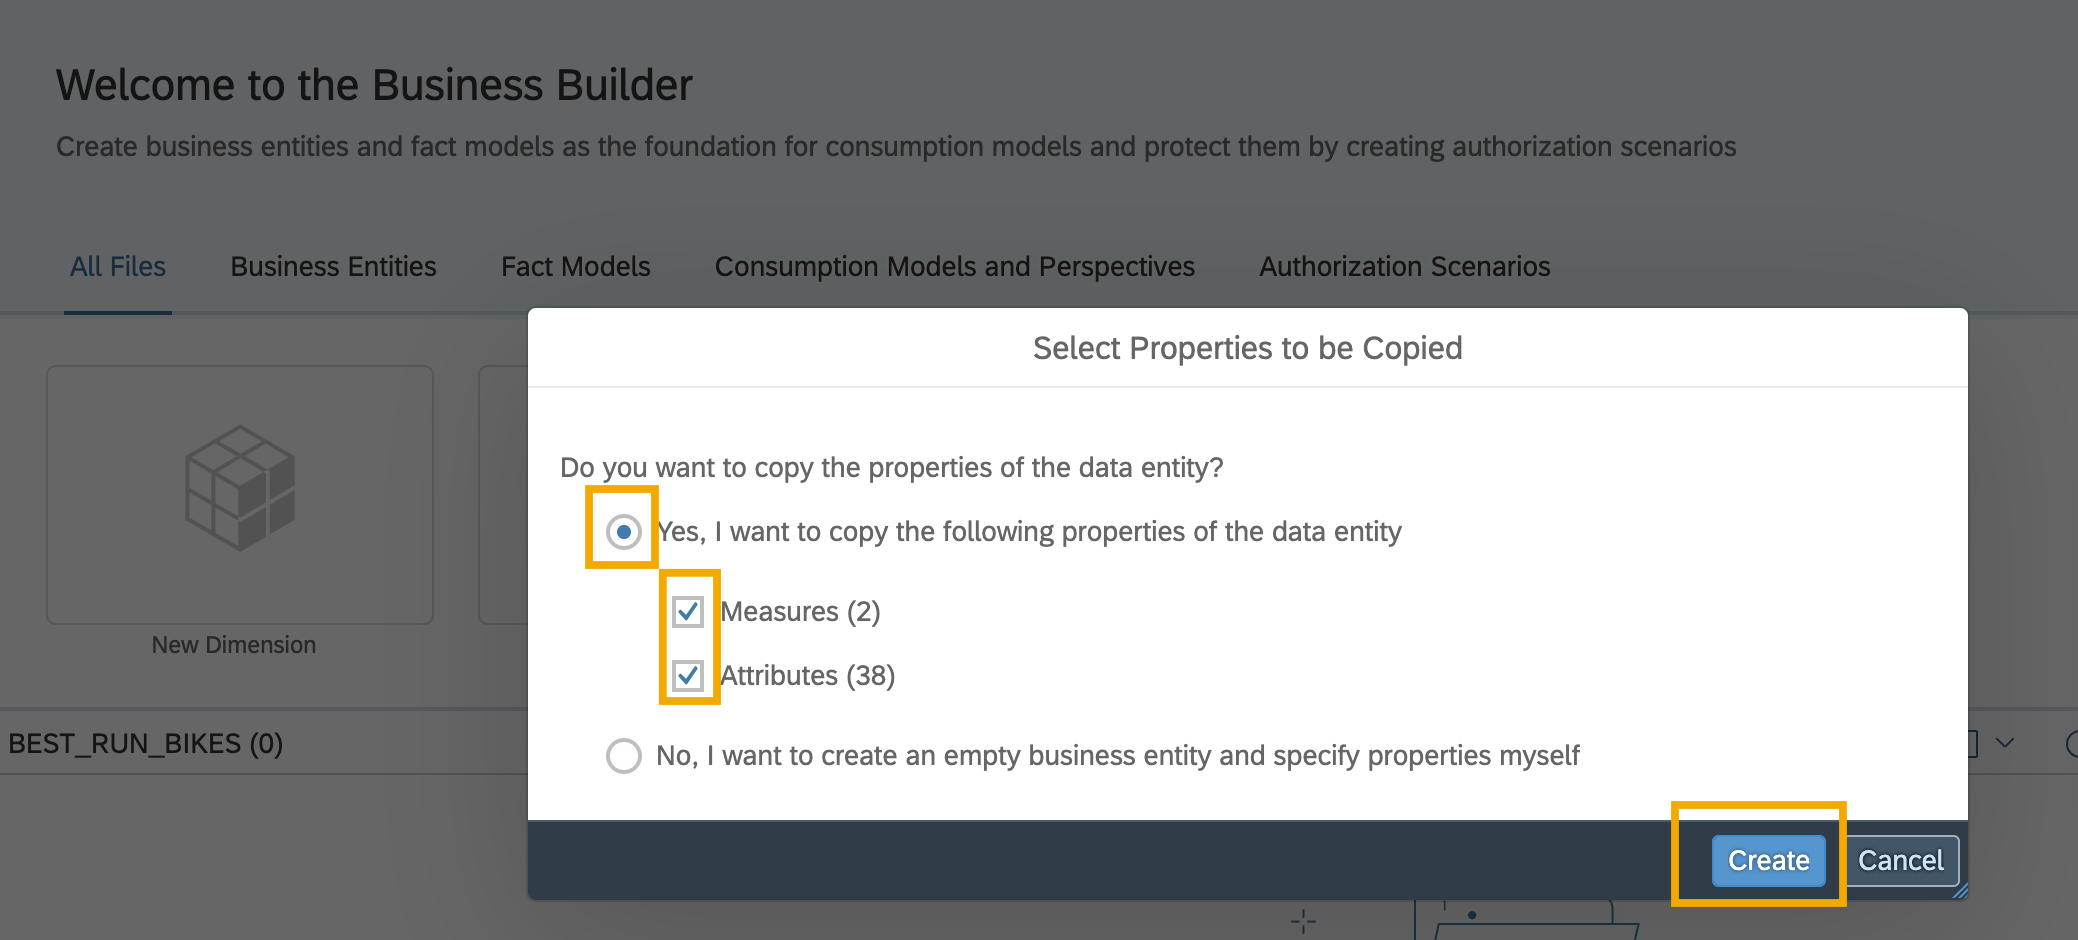 Welcome to the Business Builder
Create business entities and fact models as the foundation for consumption models and protect them by creating authorization scenarios
All Files Business Entities Fact Models Consumption Models and Perspectives Authorization Scenarios
Select Properties to be Copied
Do you want to copy the properties of the data entity?
Yes, I want to copy the following properties of the data entity
Measures (2)
Attributes (38)
No, I want to create an empty business entity and specify properties myself
Create Cancel
New Dimension
BEST_RUN_BIKES (0)